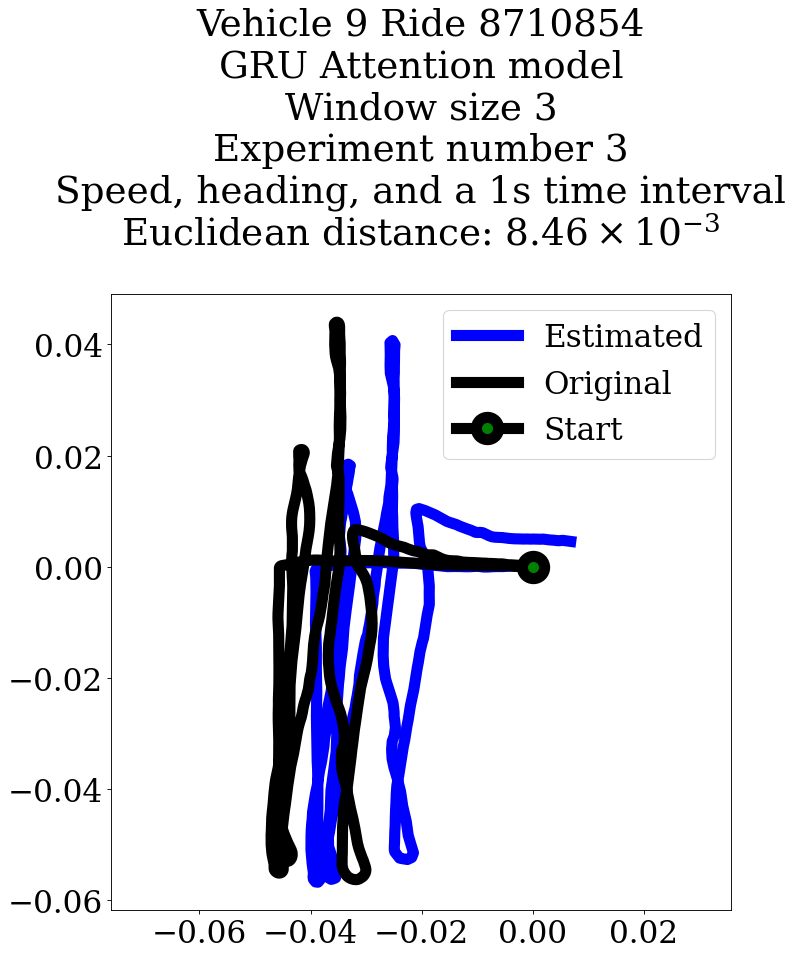 Vehicle 9 Ride 8710854
GRU Attention model
Window size 3
Experiment number 3
Speed, heading, and a 1s time interval
Euclidean distance: 8.46 × 10⁻³
Estimated
Original
Start
0.04
0.02
0.00
−0.02
−0.04
−0.06
−0.06 −0.04 −0.02 0.00 0.02